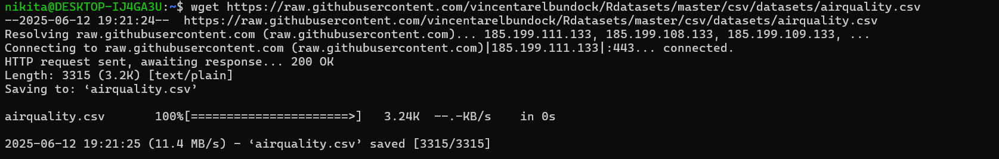 nikita@DESKTOP-IJ4GA3U:~$ wget https://raw.githubusercontent.com/vincentarelbundock/Rdatasets/master/csv/datasets/airquality.csv
--2025-06-12 19:21:24--  https://raw.githubusercontent.com/vincentarelbundock/Rdatasets/master/csv/datasets/airquality.csv
Resolving raw.githubusercontent.com (raw.githubusercontent.com)... 185.199.111.133, 185.199.108.133, 185.199.109.133, ...
Connecting to raw.githubusercontent.com (raw.githubusercontent.com)|185.199.111.133|:443... connected.
HTTP request sent, awaiting response... 200 OK
Length: 3315 (3.2K) [text/plain]
Saving to: ‘airquality.csv’
airquality.csv       100%[======================>]   3.24K  --.-KB/s    in 0s
2025-06-12 19:21:25 (11.4 MB/s) - ‘airquality.csv’ saved [3315/3315]